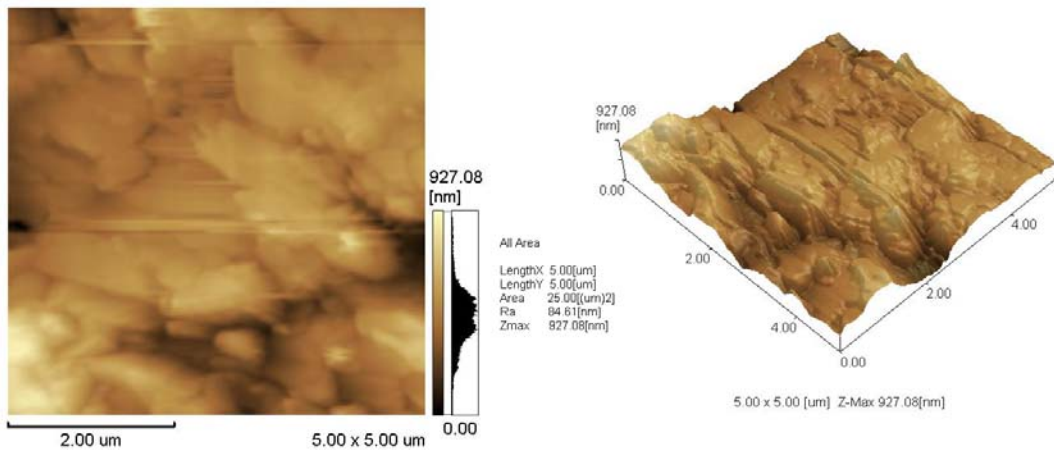 927.08
[nm]
0.00
2.00 um
5.00 x 5.00 um
All Area
LengthX 5.00[um]
LengthY 5.00[um]
Area 25.00[(um)2]
Ra 84.61[nm]
Zmax 927.08[nm]
927.08
[nm]
0.00
2.00
4.00
0.00
2.00
4.00
5.00 x 5.00 [um] Z-Max 927.08[nm]